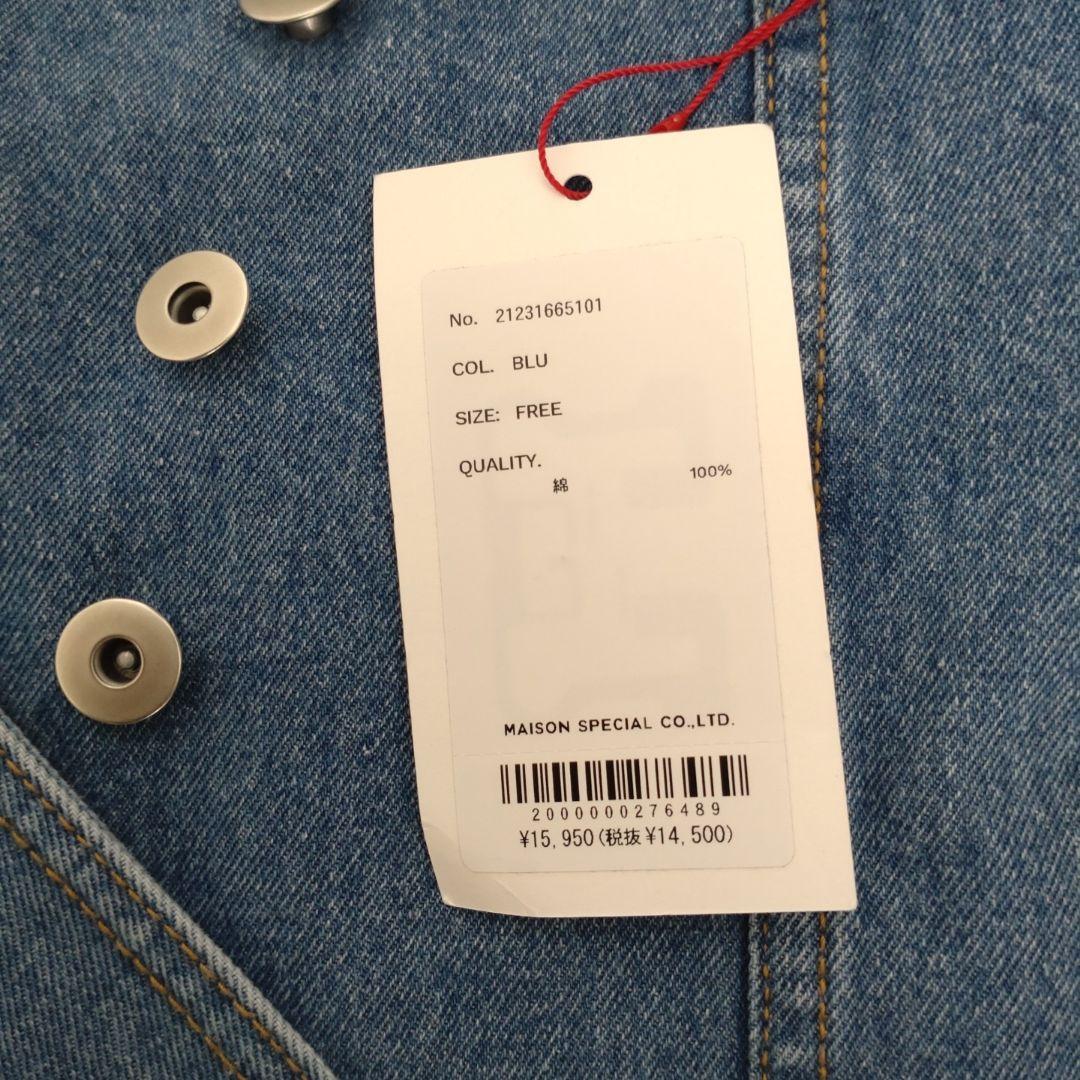 No. 21231665101
COL. BLU
SIZE: FREE
QUALITY.
綿 100%
MAISON SPECIAL CO.,LTD.
2000000276489
¥15,950(税抜¥14,500)